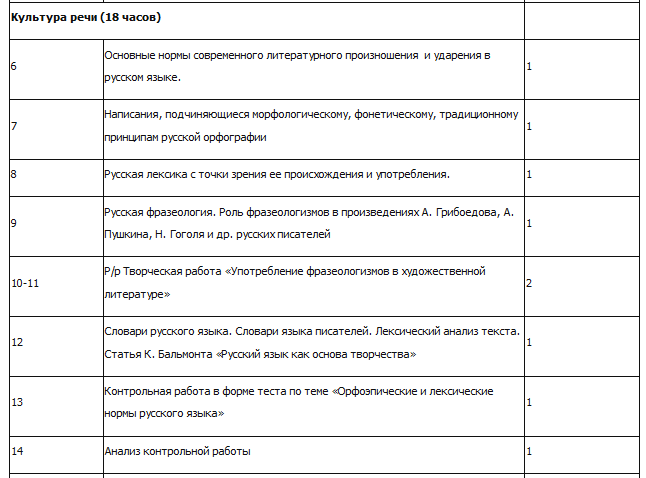 Культура речи (18 часов)
6
Основные нормы современного литературного произношения и ударения в
русском языке.
1
7
Написания, подчиняющиеся морфологическому, фонетическому, традиционному
принципам русской орфографии
1
8
Русская лексика с точки зрения ее происхождения и употребления.
1
9
Русская фразеология. Роль фразеологизмов в произведениях А. Грибоедова, А.
Пушкина, Н. Гоголя и др. русских писателей
1
10-11
Р/р Творческая работа «Употребление фразеологизмов в художественной
литературе»
2
12
Словари русского языка. Словари языка писателей. Лексический анализ текста.
Статья К. Бальмонта «Русский язык как основа творчества»
1
13
Контрольная работа в форме теста по теме «Орфоэпические и лексические
нормы русского языка»
1
14
Анализ контрольной работы
1